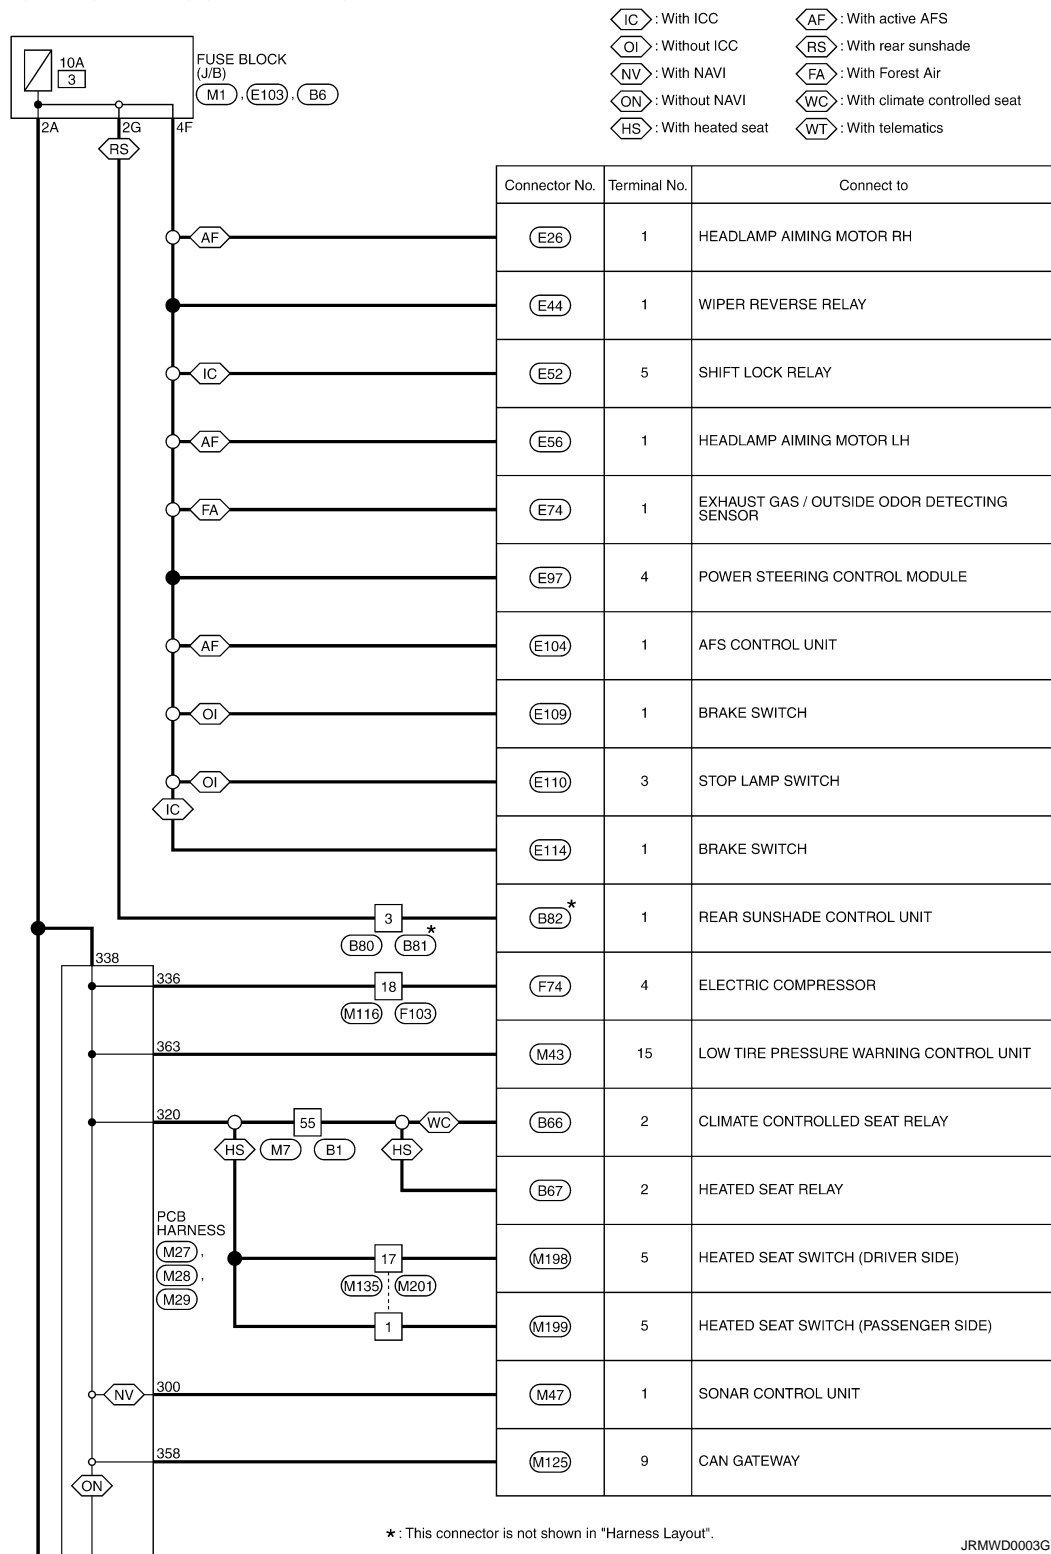 IC : With ICC
AF : With active AFS
OI : Without ICC
RS : With rear sunshade
NV : With NAVI
FA : With Forest Air
ON : Without NAVI
WC : With climate controlled seat
HS : With heated seat
WT : With telematics
10A
3
FUSE BLOCK
(J/B)
M1 , E103 , B6
2A 2G 4F
RS
Connector No. Terminal No. Connect to
AF E26 1 HEADLAMP AIMING MOTOR RH
E44 1 WIPER REVERSE RELAY
IC E52 5 SHIFT LOCK RELAY
AF E56 1 HEADLAMP AIMING MOTOR LH
FA E74 1 EXHAUST GAS / OUTSIDE ODOR DETECTING
SENSOR
E97 4 POWER STEERING CONTROL MODULE
AF E104 1 AFS CONTROL UNIT
OI E109 1 BRAKE SWITCH
OI E110 3 STOP LAMP SWITCH
IC
E114 1 BRAKE SWITCH
3 B82 * 1 REAR SUNSHADE CONTROL UNIT
B80 B81 *
338
336 18 F74 4 ELECTRIC COMPRESSOR
M116 F103
363 M43 15 LOW TIRE PRESSURE WARNING CONTROL UNIT
320 55 WC B66 2 CLIMATE CONTROLLED SEAT RELAY
HS M7 B1 HS
B67 2 HEATED SEAT RELAY
PCB
HARNESS
M27 ,
M28 ,
M29
17 M198 5 HEATED SEAT SWITCH (DRIVER SIDE)
M135 M201
1 M199 5 HEATED SEAT SWITCH (PASSENGER SIDE)
NV 300 M47 1 SONAR CONTROL UNIT
358 M125 9 CAN GATEWAY
ON
* : This connector is not shown in "Harness Layout".
JRMWD0003G